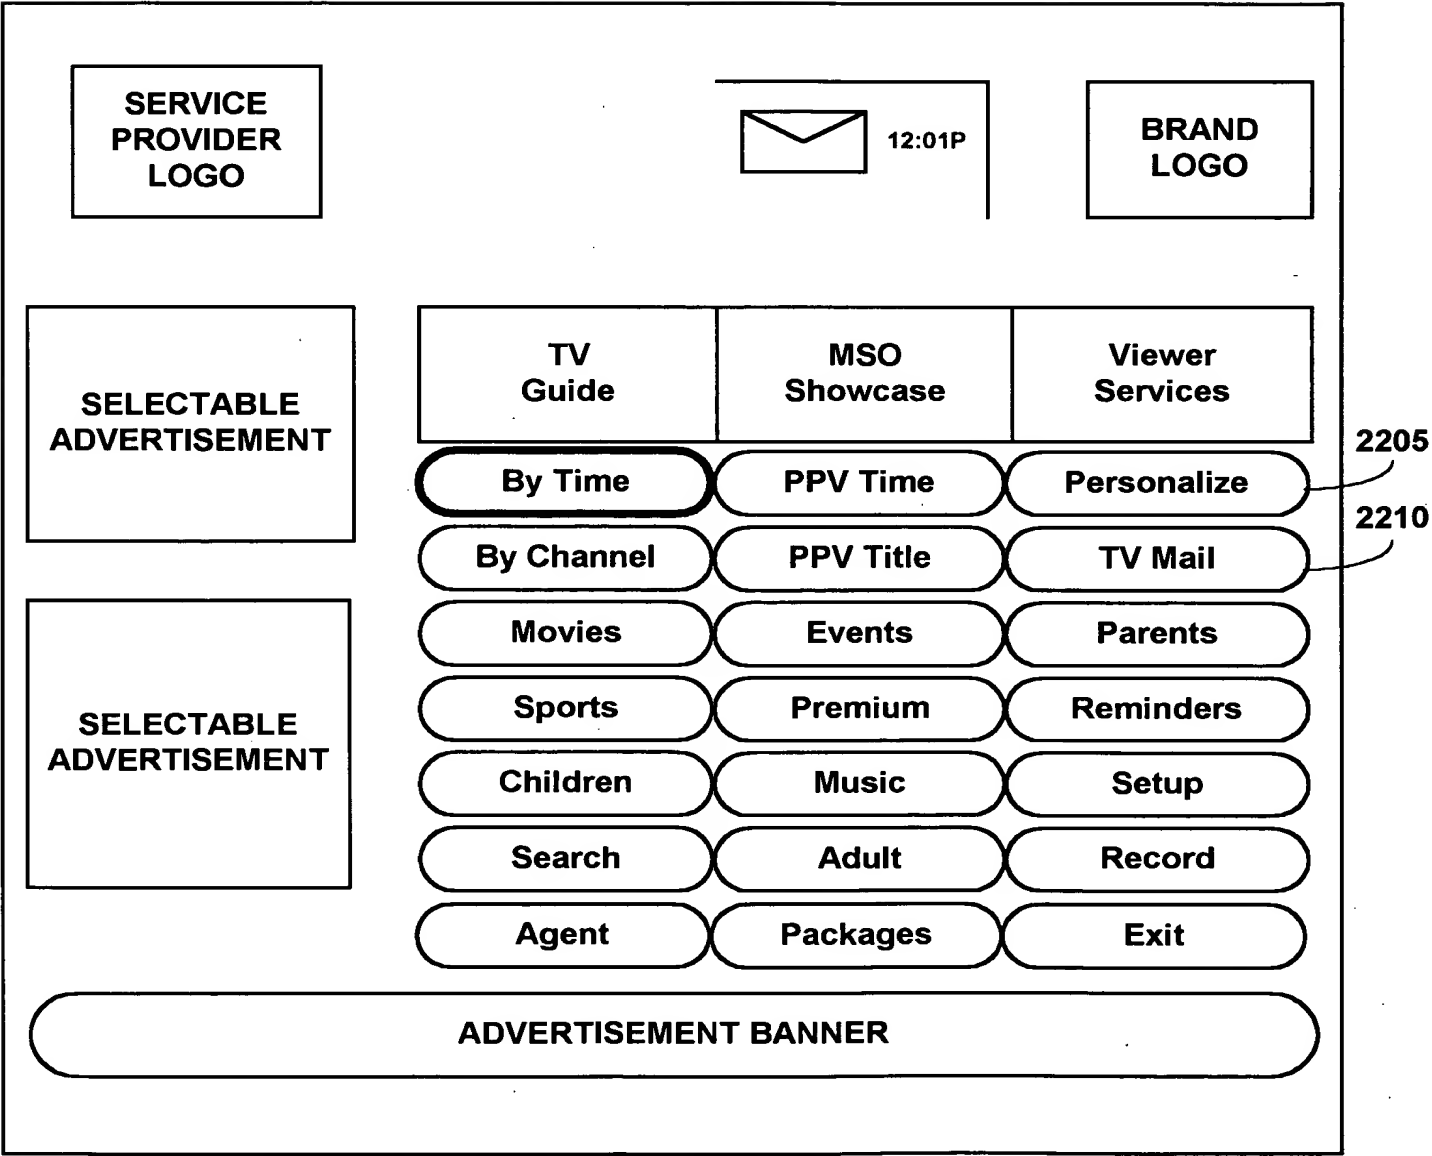 SERVICE
PROVIDER
LOGO
12:01P
BRAND
LOGO
SELECTABLE
ADVERTISEMENT
SELECTABLE
ADVERTISEMENT
TV
Guide
MSO
Showcase
Viewer
Services
By Time
PPV Time
Personalize
2205
By Channel
PPV Title
TV Mail
2210
Movies
Events
Parents
Sports
Premium
Reminders
Children
Music
Setup
Search
Adult
Record
Agent
Packages
Exit
ADVERTISEMENT BANNER